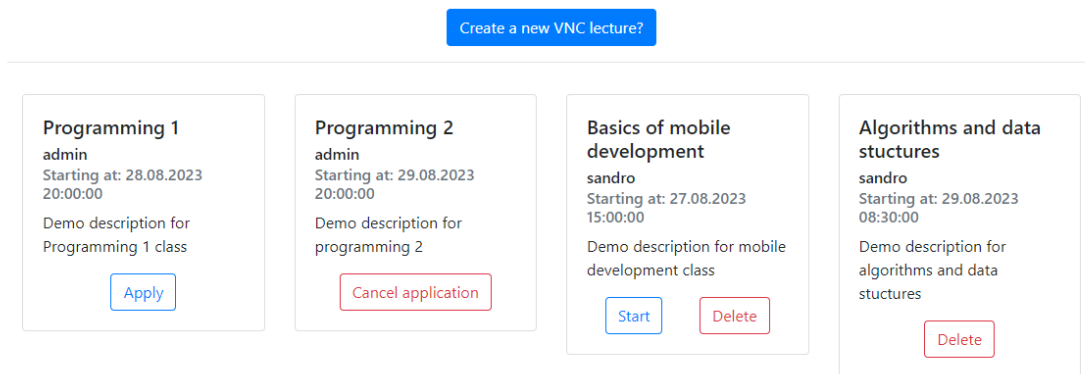 Create a new VNC lecture?
Programming 1
admin
Starting at: 28.08.2023
20:00:00
Demo description for
Programming 1 class
Apply
Programming 2
admin
Starting at: 29.08.2023
20:00:00
Demo description for
programming 2
Cancel application
Basics of mobile
development
sandro
Starting at: 27.08.2023
15:00:00
Demo description for mobile
development class
Start
Delete
Algorithms and data
stuctures
sandro
Starting at: 29.08.2023
08:30:00
Demo description for
algorithms and data
stuctures
Delete